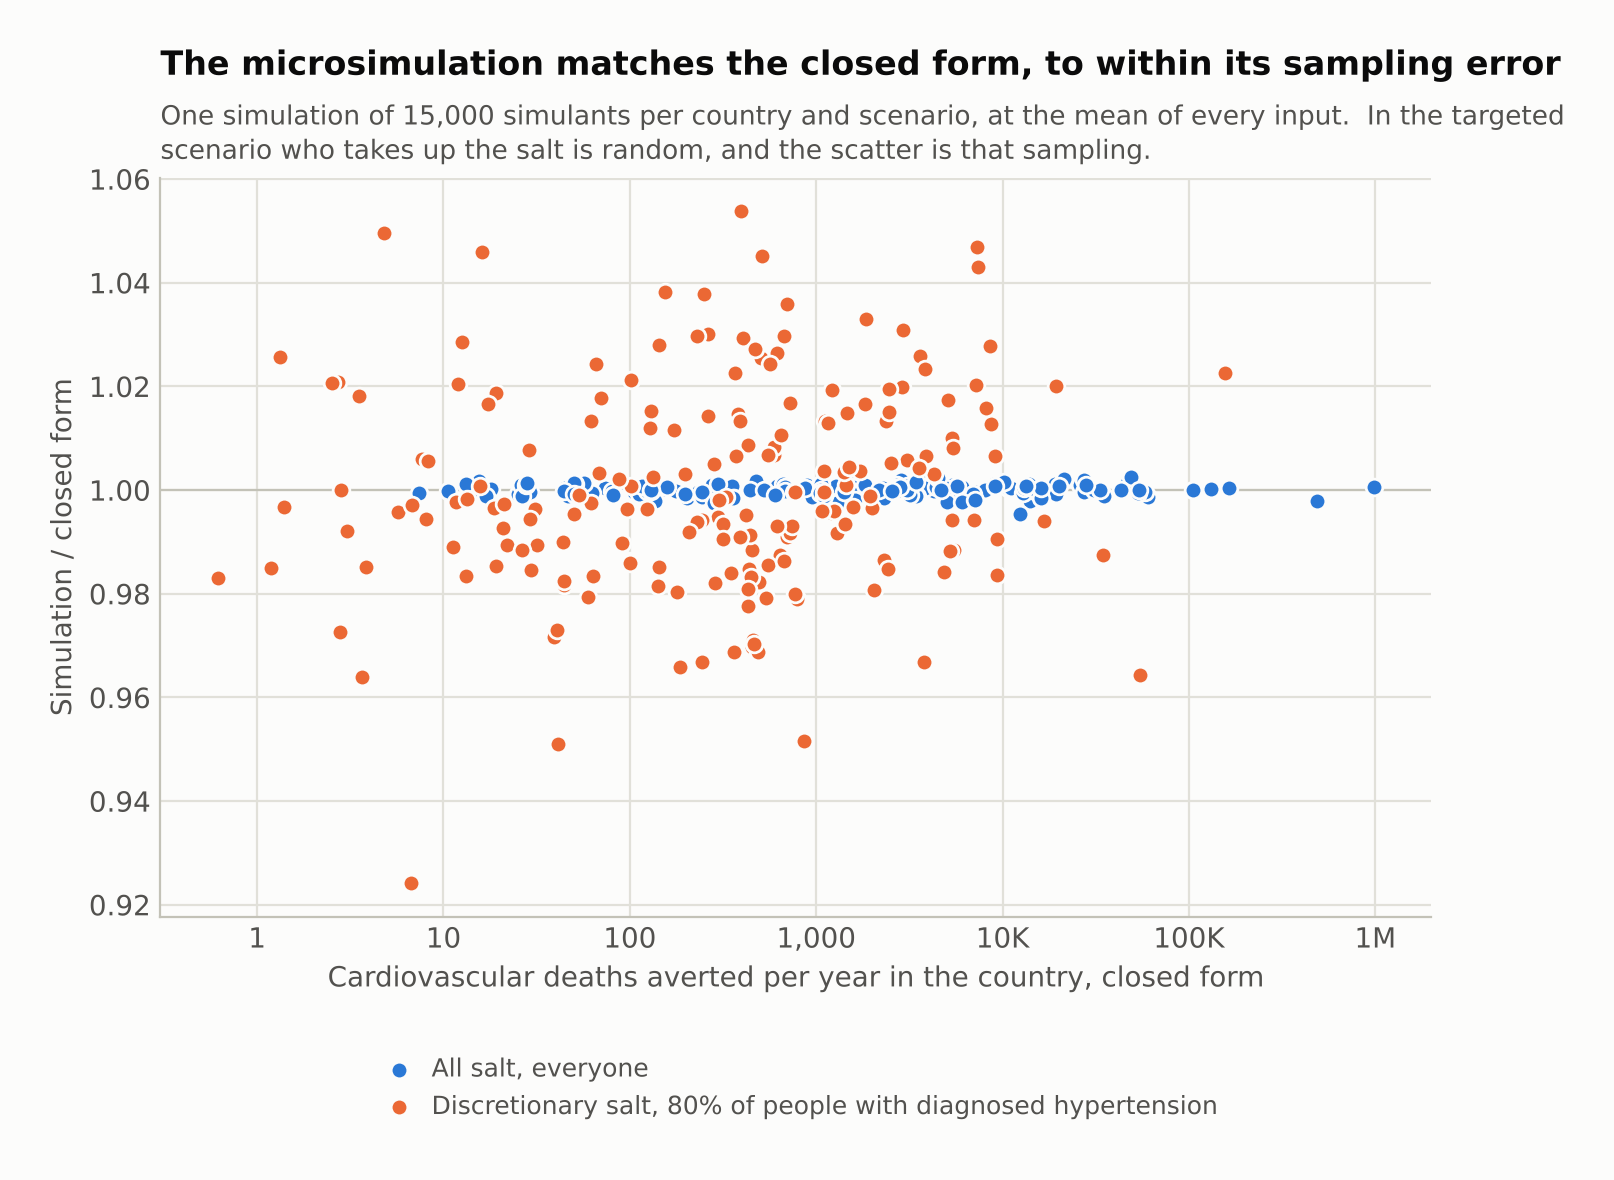 The microsimulation matches the closed form, to within its sampling error
One simulation of 15,000 simulants per country and scenario, at the mean of every input.  In the targeted
scenario who takes up the salt is random, and the scatter is that sampling.
1.06
1.04
1.02
1.00
0.98
0.96
0.94
0.92
Simulation / closed form
1 10 100 1,000 10K 100K 1M
Cardiovascular deaths averted per year in the country, closed form
All salt, everyone
Discretionary salt, 80% of people with diagnosed hypertension